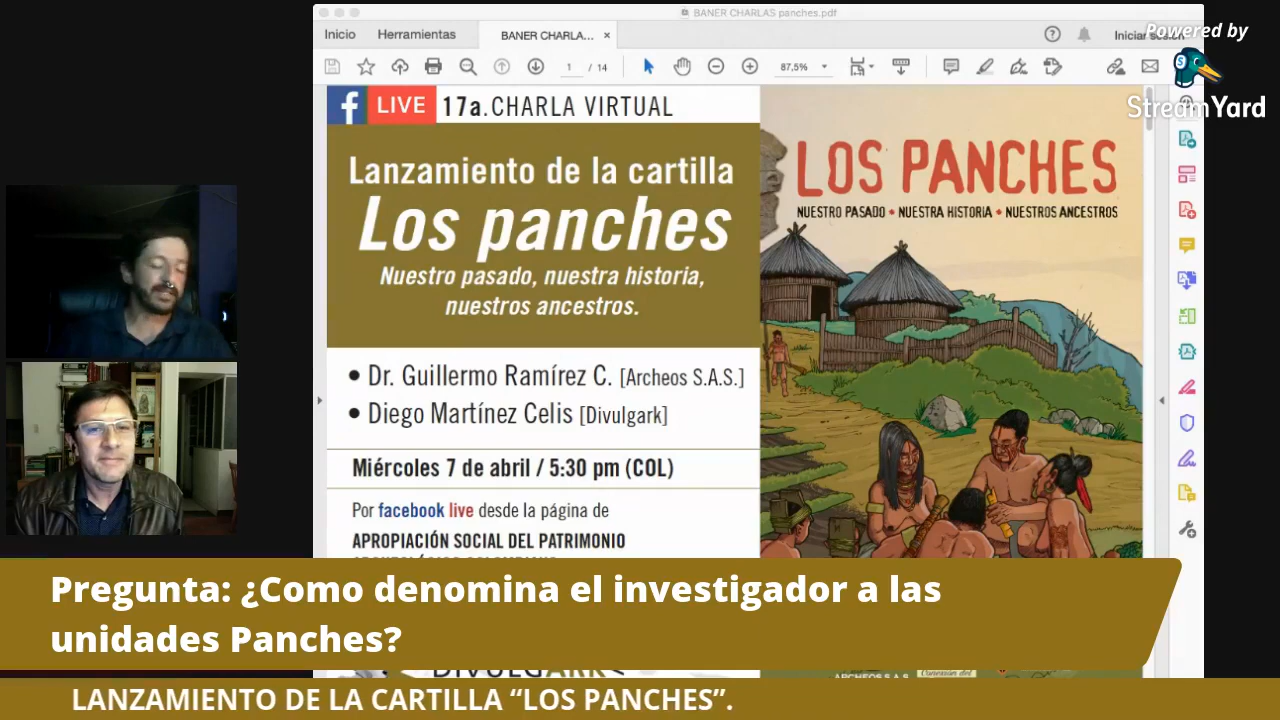 BANER CHARLAS panches.pdf
Inicio
Herramientas
BANER CHARLA... ×
Powered by
StreamYard
1 / 14
87,5%
LIVE 17a.CHARLA VIRTUAL
Lanzamiento de la cartilla
Los panches
Nuestro pasado, nuestra historia,
nuestros ancestros.
• Dr. Guillermo Ramírez C. [Archeos S.A.S.]
• Diego Martínez Celis [Divulgark]
Miércoles 7 de abril / 5:30 pm (COL)
Por facebook live desde la página de
APROPIACIÓN SOCIAL DEL PATRIMONIO
LOS PANCHES
NUESTRO PASADO • NUESTRA HISTORIA • NUESTROS ANCESTROS
Pregunta: ¿Como denomina el investigador a las
unidades Panches?
DIVULGARK
ARCHEOS S.A.S.
LANZAMIENTO DE LA CARTILLA “LOS PANCHES”.